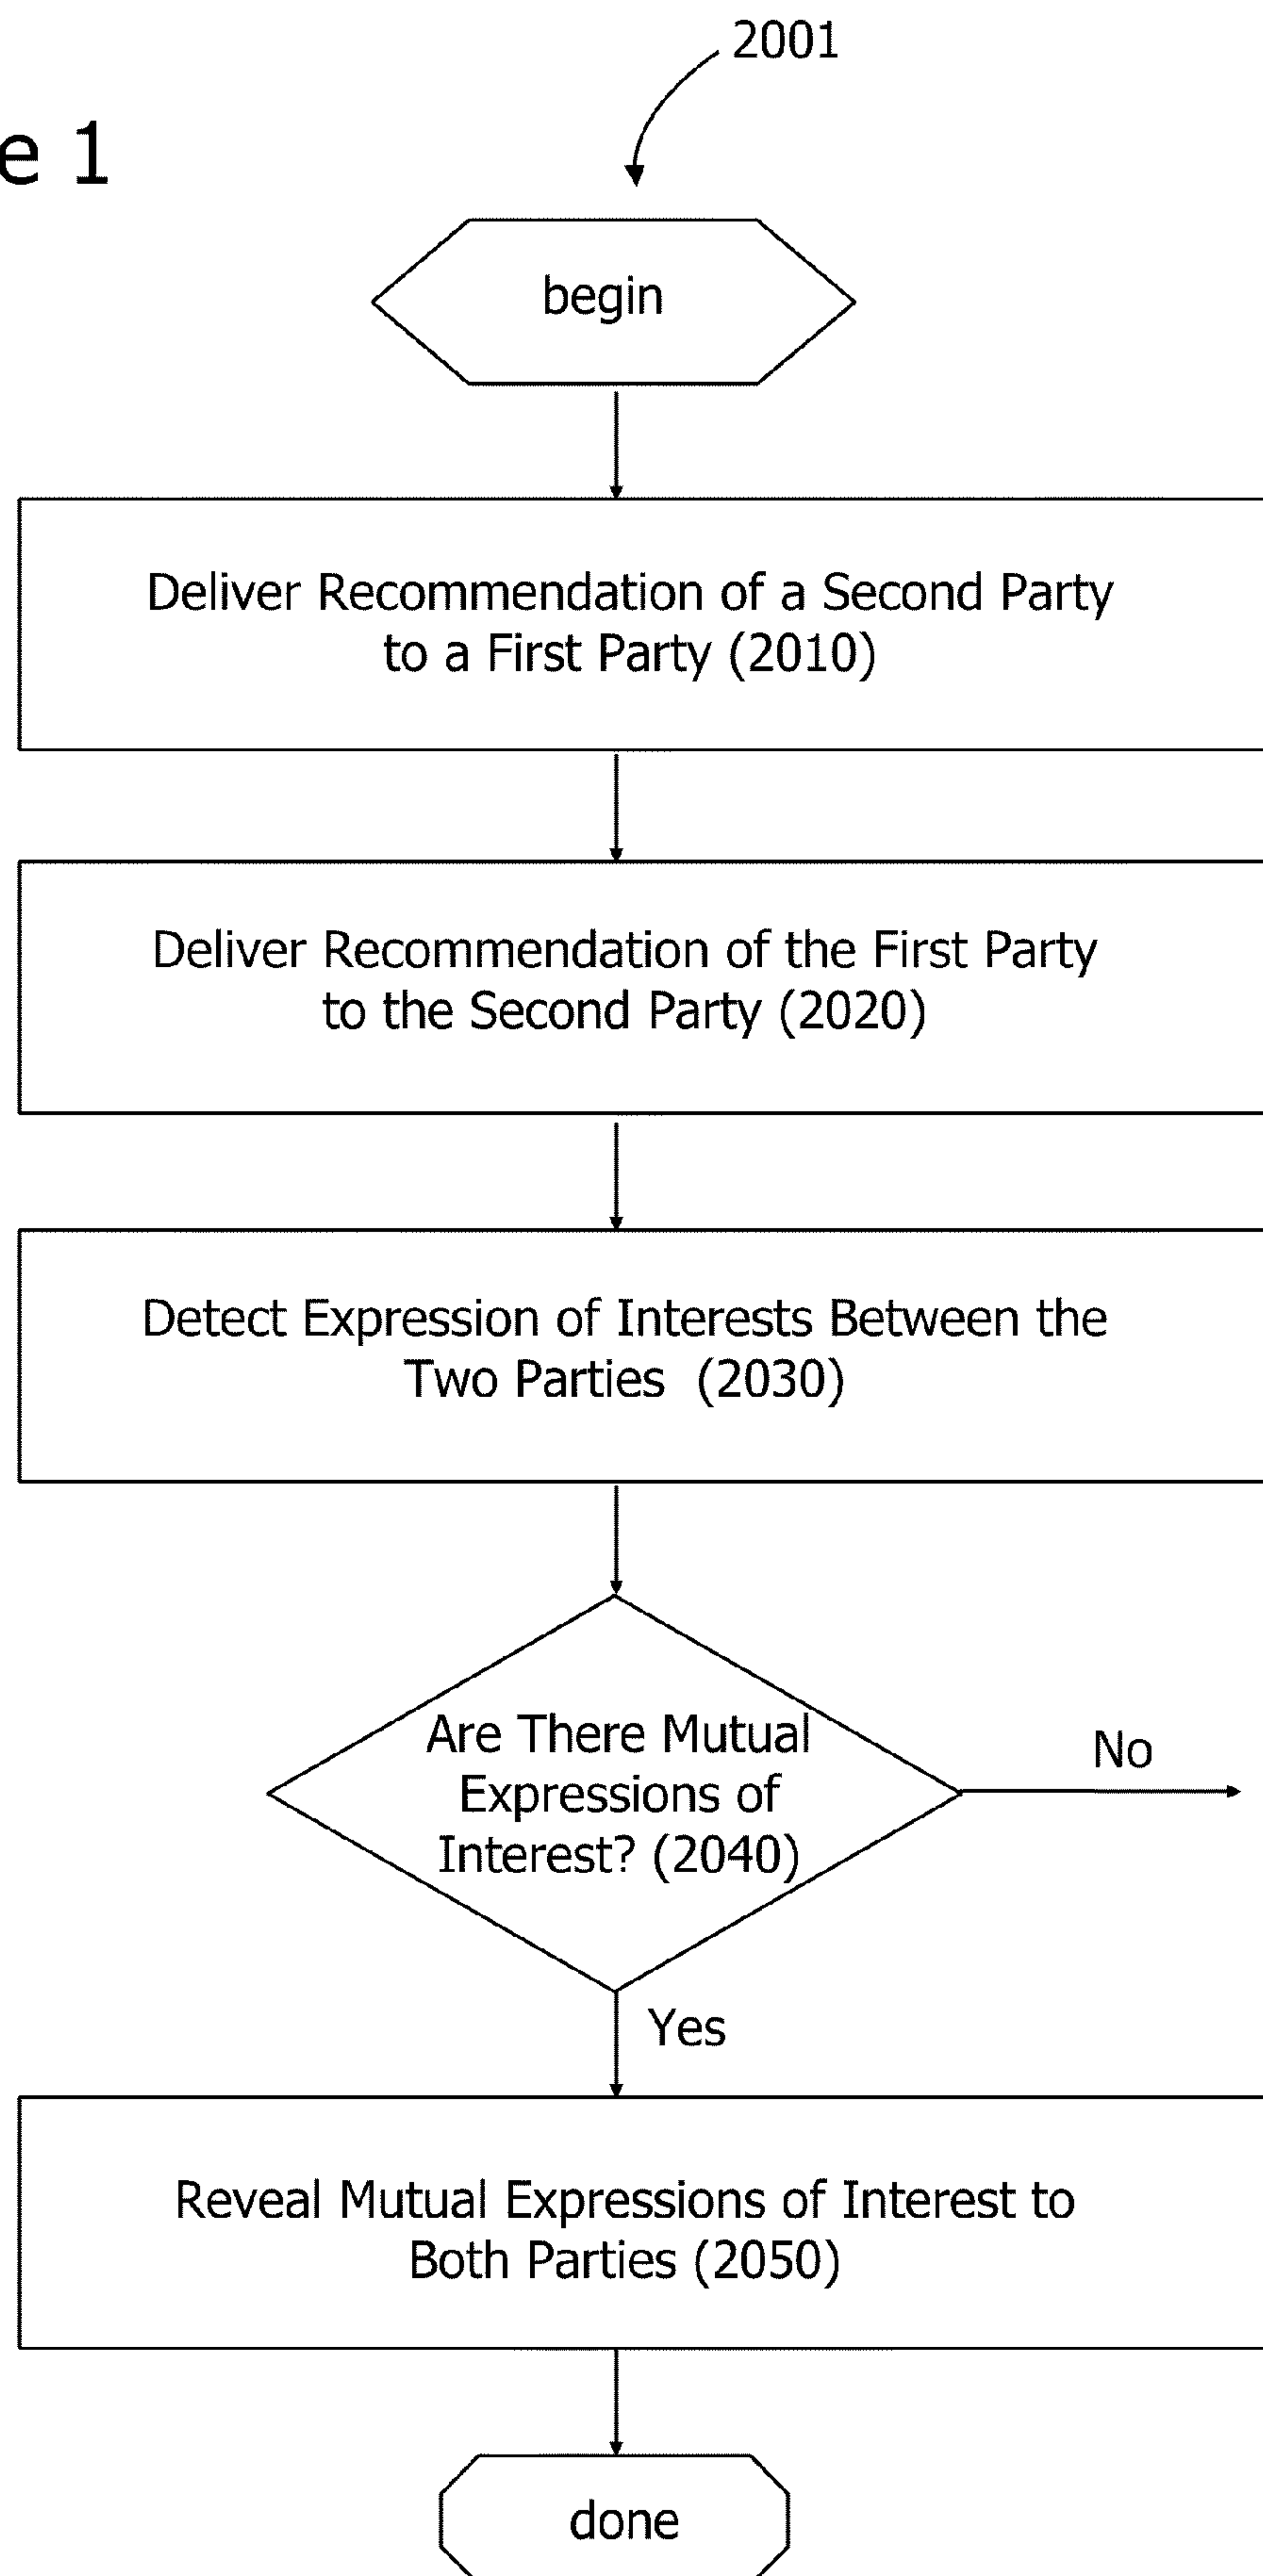 2001
e 1
begin
Deliver Recommendation of a Second Party
to a First Party (2010)
Deliver Recommendation of the First Party
to the Second Party (2020)
Detect Expression of Interests Between the
Two Parties (2030)
Are There Mutual
Expressions of
Interest? (2040)
No
Yes
Reveal Mutual Expressions of Interest to
Both Parties (2050)
done